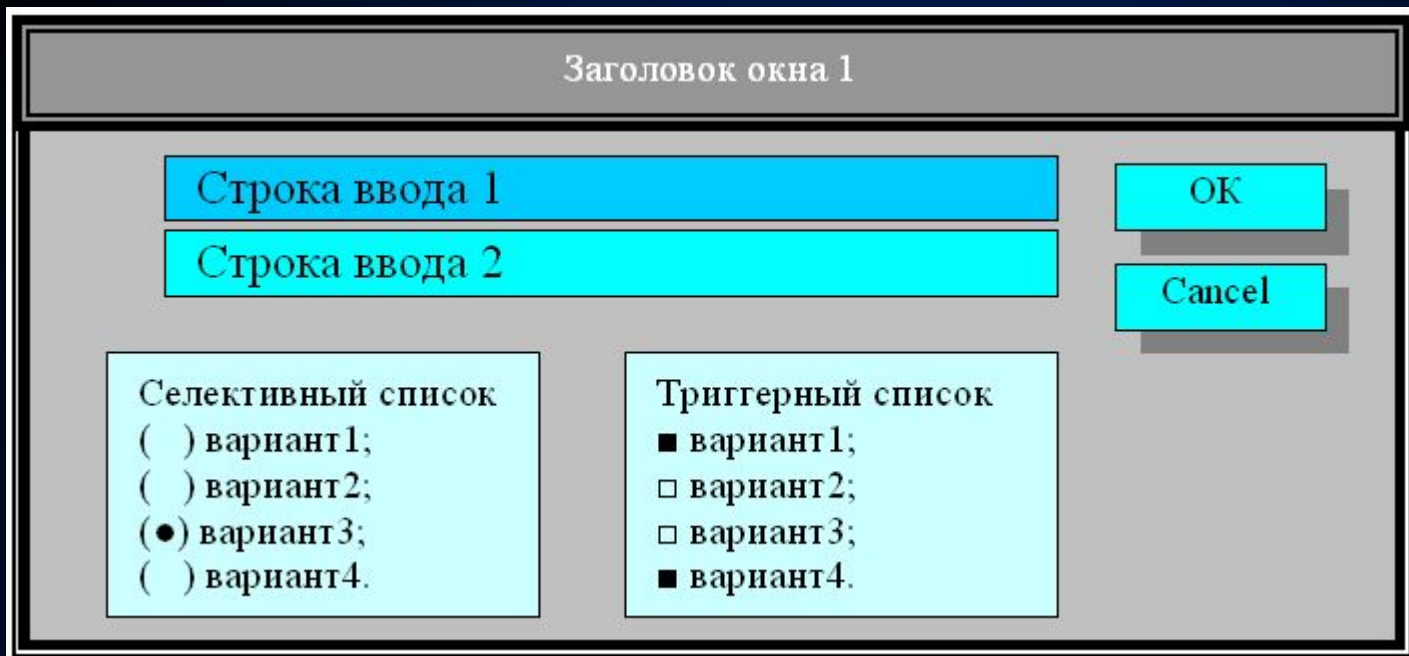 Заголовок окна 1
Строка ввода 1
Строка ввода 2
OK
Cancel
Селективный список
( ) вариант1;
( ) вариант2;
(●) вариант3;
( ) вариант4.
Триггерный список
■ вариант1;
□ вариант2;
□ вариант3;
■ вариант4.